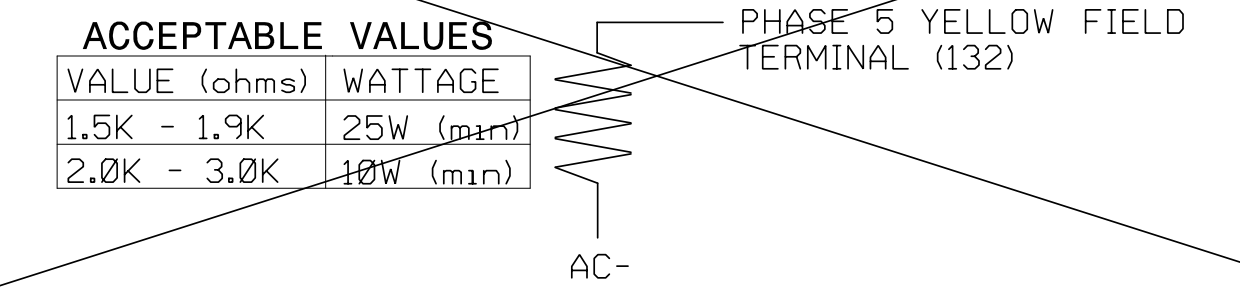 ACCEPTABLE VALUES
VALUE (ohms) WATTAGE
1.5K - 1.9K 25W (min)
2.0K - 3.0K 10W (min)
PHASE 5 YELLOW FIELD
TERMINAL (132)
AC-